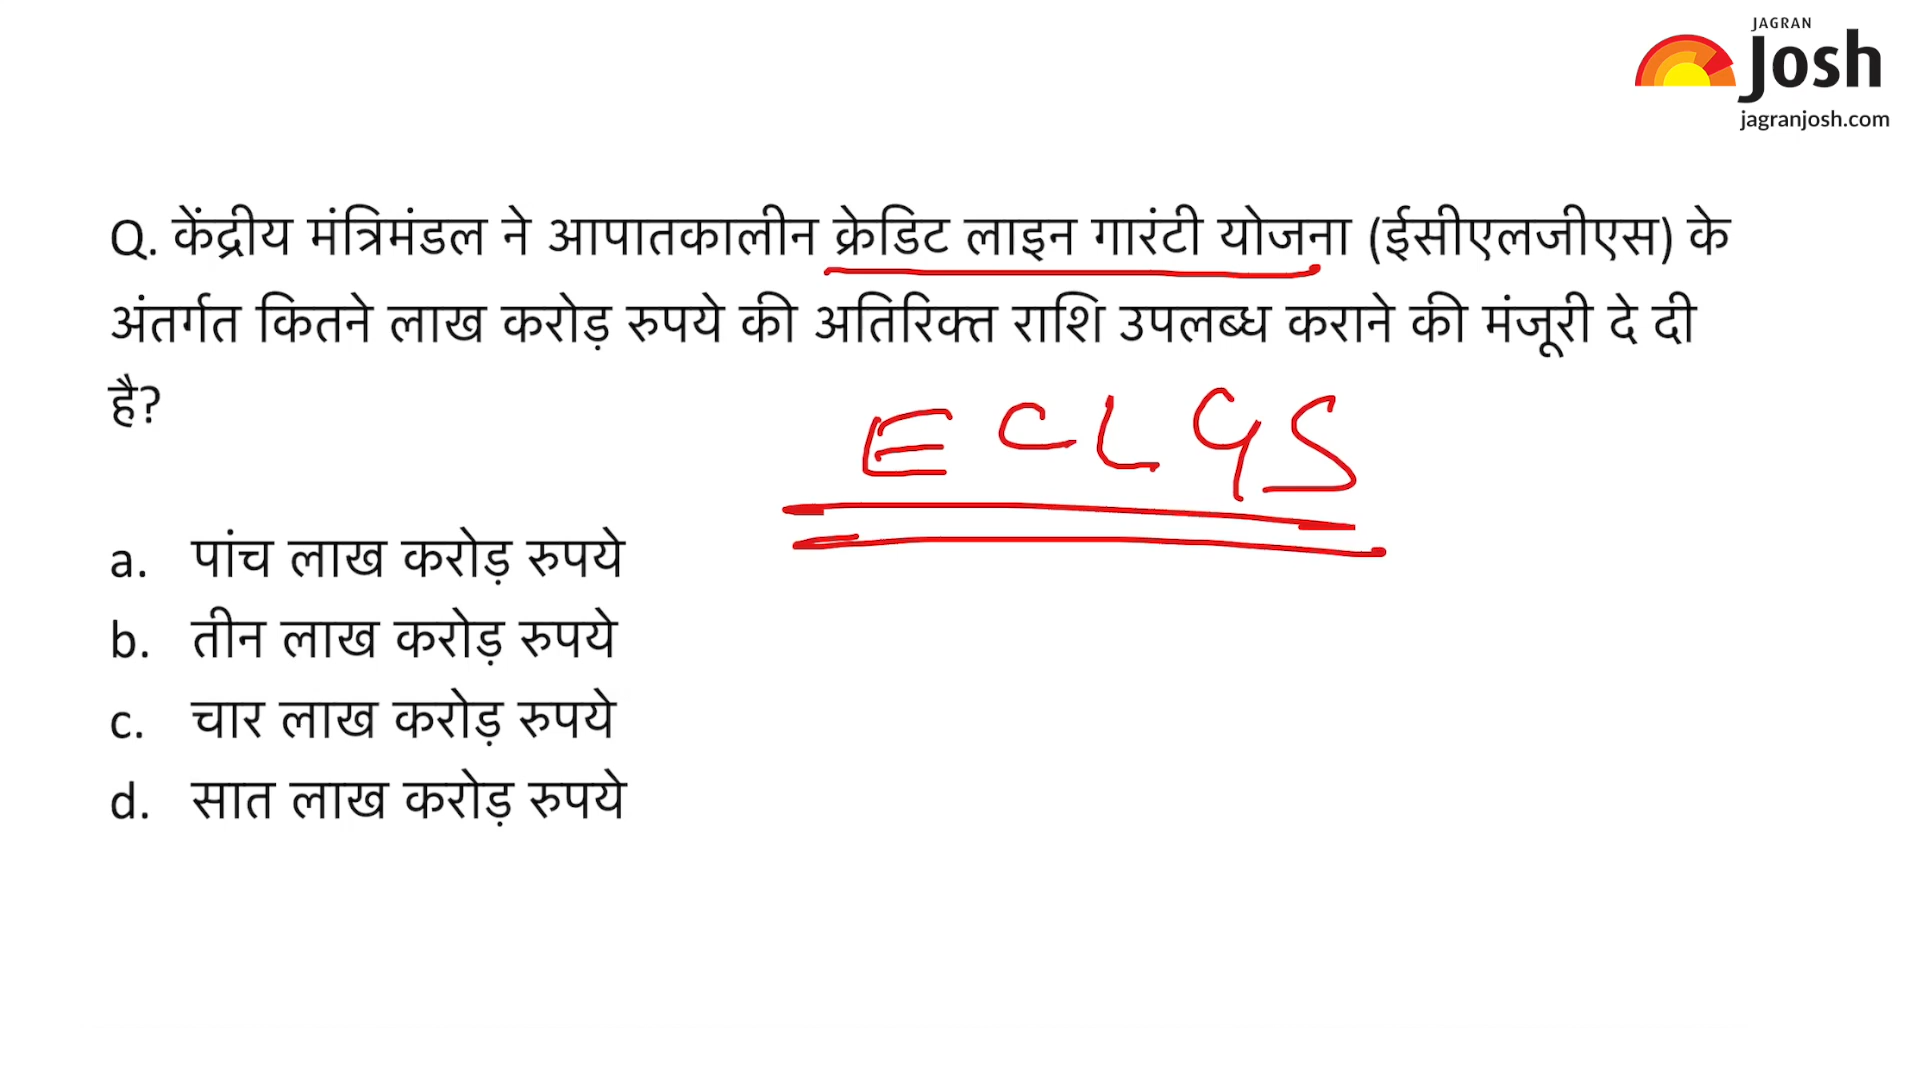 JAGRAN
Josh
jagranjosh.com
Q. केंद्रीय मंत्रिमंडल ने आपातकालीन क्रेडिट लाइन गारंटी योजना (ईसीएलजीएस) के
अंतर्गत कितने लाख करोड़ रुपये की अतिरिक्त राशि उपलब्ध कराने की मंजूरी दे दी
है?
ECLGS
a. पांच लाख करोड़ रुपये
b. तीन लाख करोड़ रुपये
c. चार लाख करोड़ रुपये
d. सात लाख करोड़ रुपये